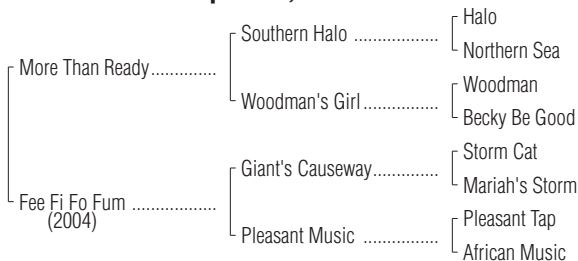 Halo
Southern Halo ..................
Northern Sea
More Than Ready..............
Woodman
Woodman's Girl................
Becky Be Good
Storm Cat
Giant's Causeway..............
Mariah's Storm
Fee Fi Fo Fum ..................
(2004)
Pleasant Tap
Pleasant Music ................
African Music